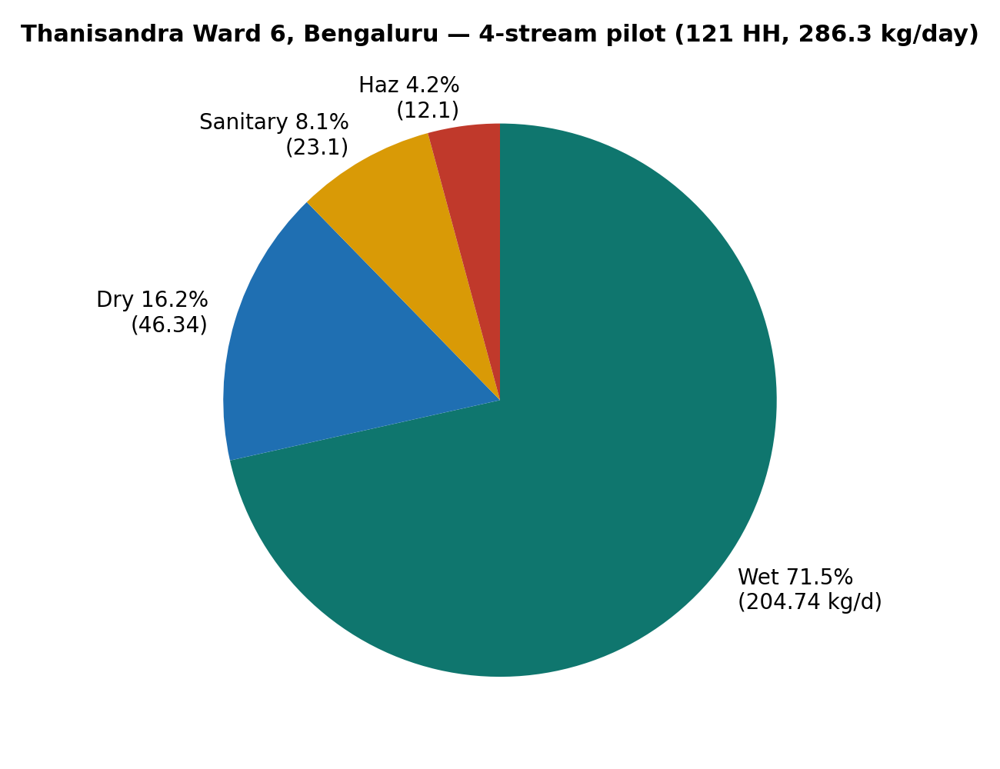 Thanisandra Ward 6, Bengaluru — 4-stream pilot (121 HH, 286.3 kg/day)
Haz 4.2%
(12.1)
Sanitary 8.1%
(23.1)
Dry 16.2%
(46.34)
Wet 71.5%
(204.74 kg/d)